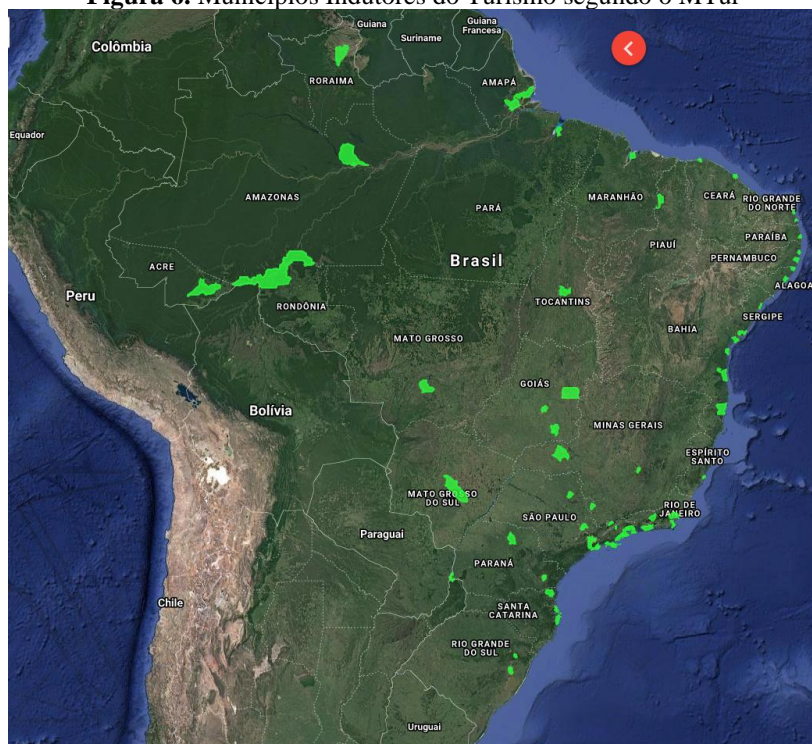 Figura 6. Municípios Indutores do Turismo segundo o MTur
Guiana
Guiana
Francesa
Suriname
Colômbia
RORAIMA
AMAPÁ
Equador
AMAZONAS
PARÁ
MARANHÃO
CEARÁ
RIO GRANDE
DO NORTE
PIAUÍ
PARAÍBA
PERNAMBUCO
ALAGOA
ACRE
Brasil
Peru
RONDÔNIA
TOCANTINS
SERGIPE
BAHIA
MATO GROSSO
GOIÁS
Bolívia
MINAS GERAIS
ESPÍRITO
SANTO
MATO GROSSO
DO SUL
SÃO PAULO
RIO DE
JANEIRO
Paraguai
PARANÁ
Chile
SANTA
CATARINA
RIO GRANDE
DO SUL
Uruguai